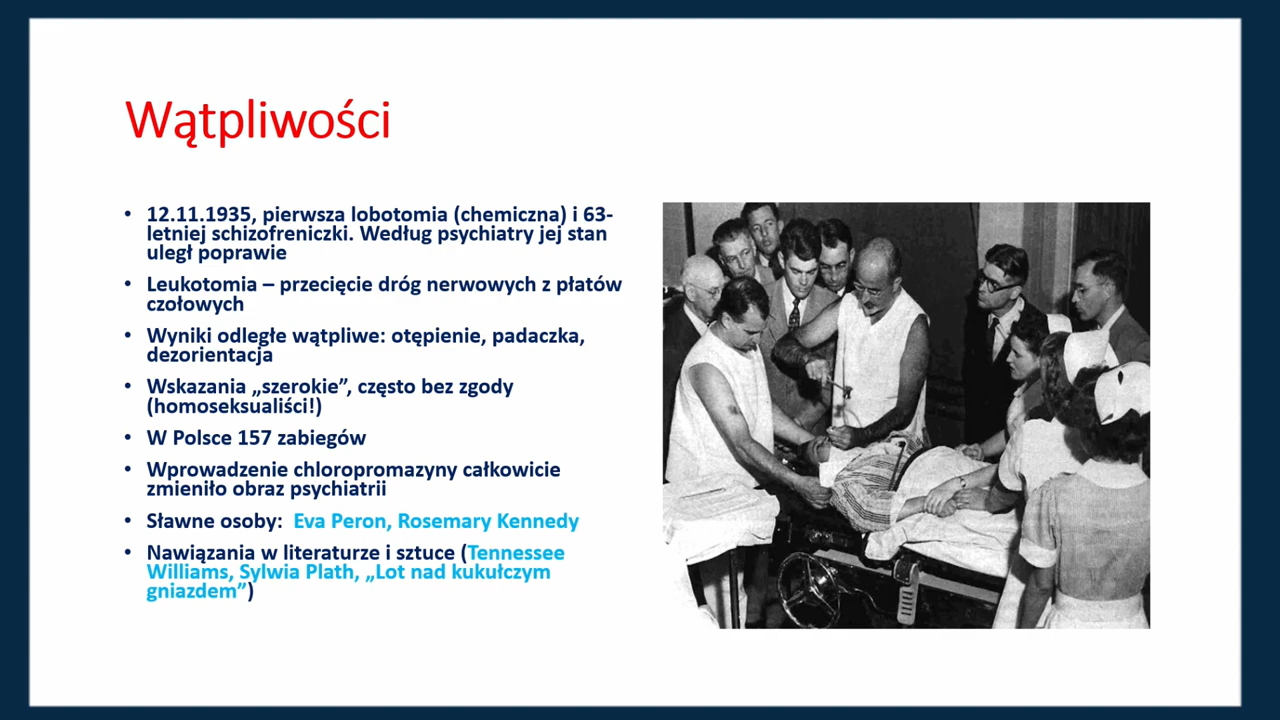 Wątpliwości
• 12.11.1935, pierwsza lobotomia (chemiczna) i 63-
letniej schizofreniczki. Według psychiatry jej stan
uległ poprawie
• Leukotomia – przecięcie dróg nerwowych z płatów
czołowych
• Wyniki odległe wątpliwe: otępienie, padaczka,
dezorientacja
• Wskazania „szerokie”, często bez zgody
(homoseksualiści!)
• W Polsce 157 zabiegów
• Wprowadzenie chloropromazyny całkowicie
zmieniło obraz psychiatrii
• Sławne osoby: Eva Peron, Rosemary Kennedy
• Nawiązania w literaturze i sztuce (Tennessee
Williams, Sylwia Plath, „Lot nad kukułczym
gniazdem”)